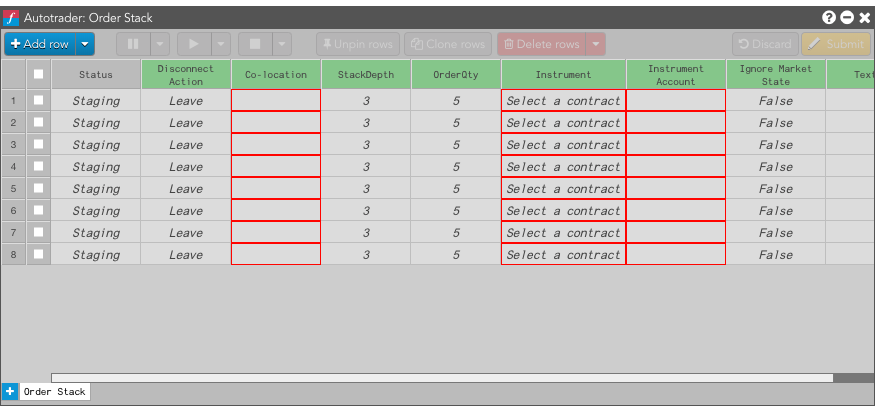 Autotrader: Order Stack
Add row Unpin rows Clone rows Delete rows Discard Submit
Status Disconnect Action Co-location StackDepth OrderQty Instrument Instrument Account Ignore Market State Text
1 Staging Leave 3 5 Select a contract False
2 Staging Leave 3 5 Select a contract False
3 Staging Leave 3 5 Select a contract False
4 Staging Leave 3 5 Select a contract False
5 Staging Leave 3 5 Select a contract False
6 Staging Leave 3 5 Select a contract False
7 Staging Leave 3 5 Select a contract False
8 Staging Leave 3 5 Select a contract False
Order Stack